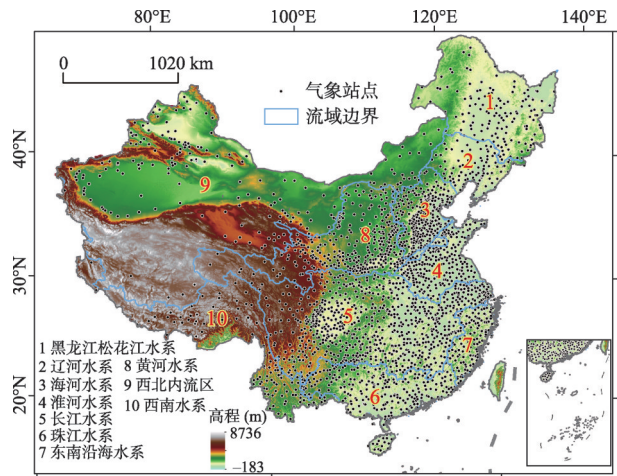 80°E 100°E 120°E 140°E
0 1020 km
气象站点
流域边界
40°N
30°N
20°N
40°N
30°N
20°N
1
2
3
4
5
6
7
8
9
10
1 黑龙江松花江水系
2 辽河水系 8 黄河水系
3 海河水系 9 西北内流区
4 淮河水系 10 西南水系
5 长江水系
6 珠江水系
7 东南沿海水系
高程 (m)
8736
−183